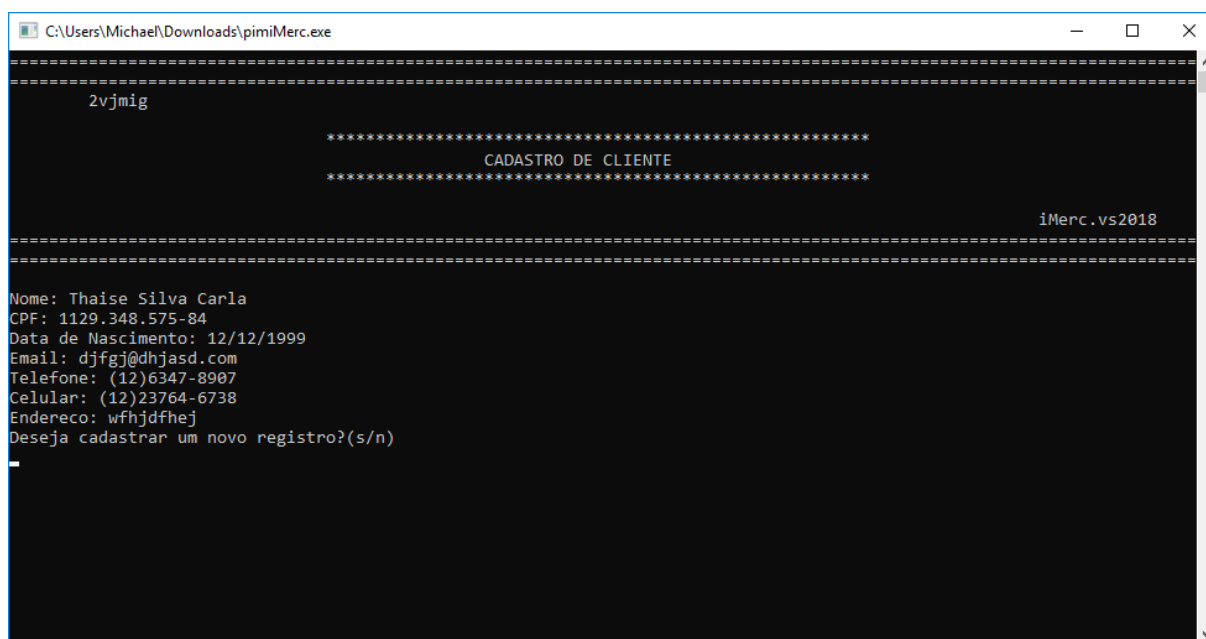 C:\Users\Michael\Downloads\pimiMerc.exe
========================================================================================================================
========================================================================================================================
2vjmig
*******************************************************
CADASTRO DE CLIENTE
*******************************************************
iMerc.vs2018
========================================================================================================================
========================================================================================================================
Nome: Thaise Silva Carla
CPF: 1129.348.575-84
Data de Nascimento: 12/12/1999
Email: djfgj@dhjasd.com
Telefone: (12)6347-8907
Celular: (12)23764-6738
Endereco: wfhjdfhej
Deseja cadastrar um novo registro?(s/n)